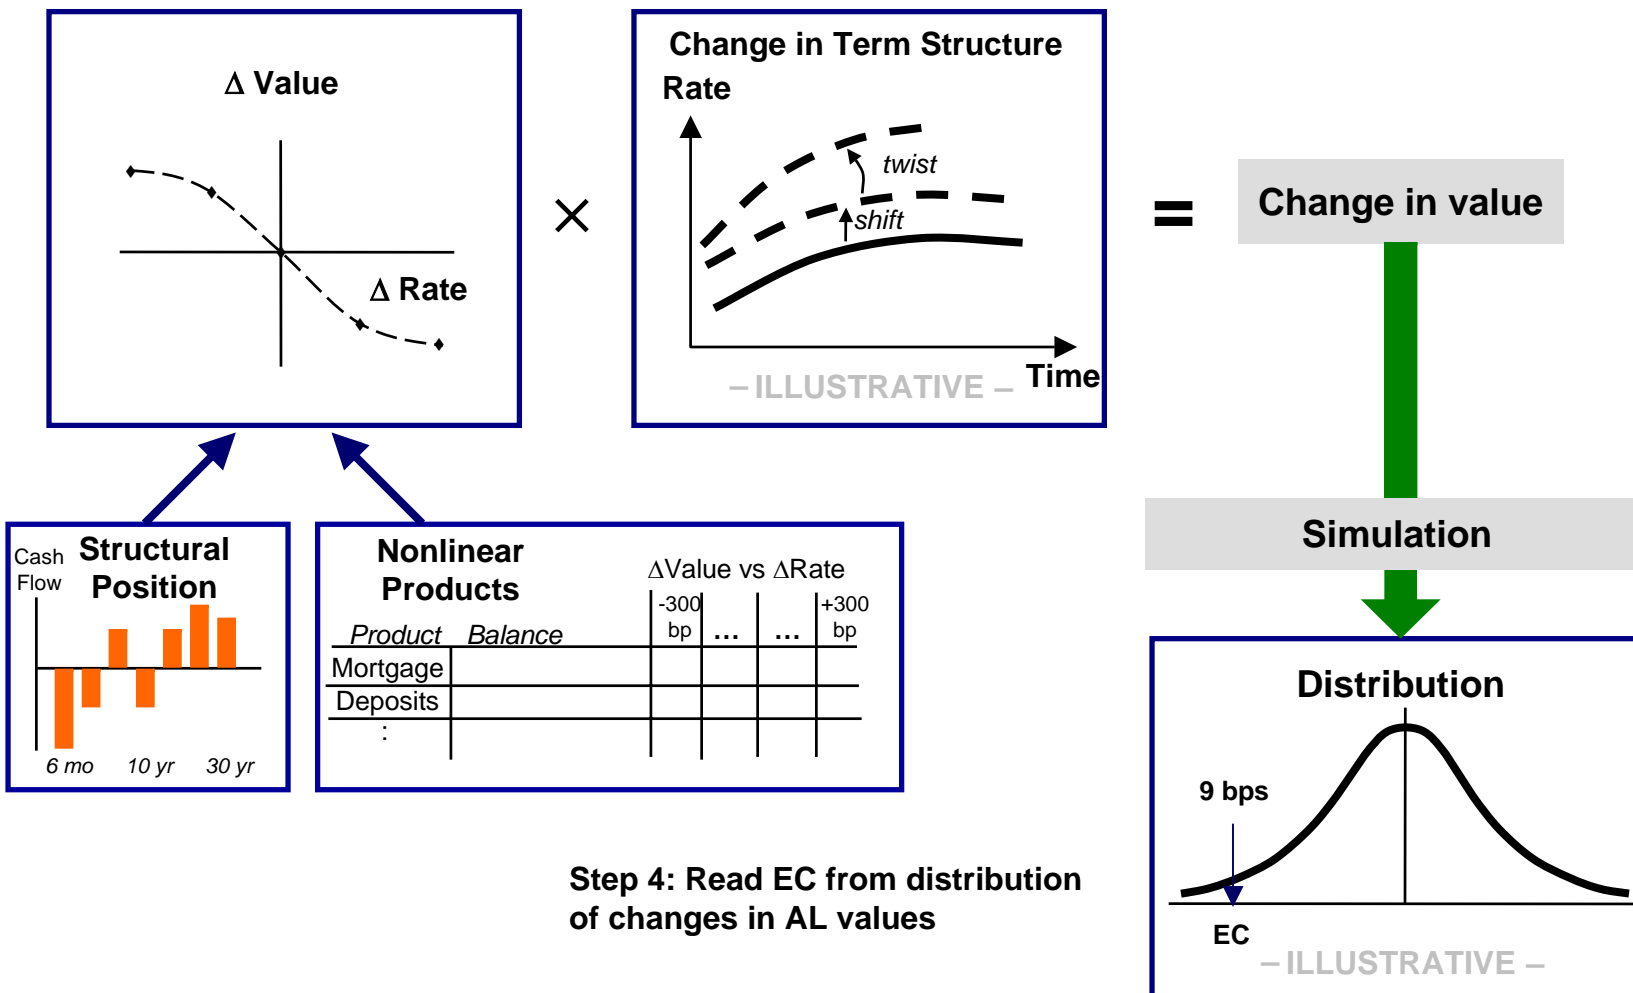 Δ Value
Δ Rate
×
Change in Term Structure
Rate
twist
shift
Time
– ILLUSTRATIVE –
=
Change in value
Structural
Position
Cash
Flow
6 mo 10 yr 30 yr
Nonlinear
Products
ΔValue vs ΔRate
-300
bp
...
...
+300
bp
Product Balance
Mortgage
Deposits
:
Simulation
Distribution
9 bps
EC
– ILLUSTRATIVE –
Step 4: Read EC from distribution
of changes in AL values